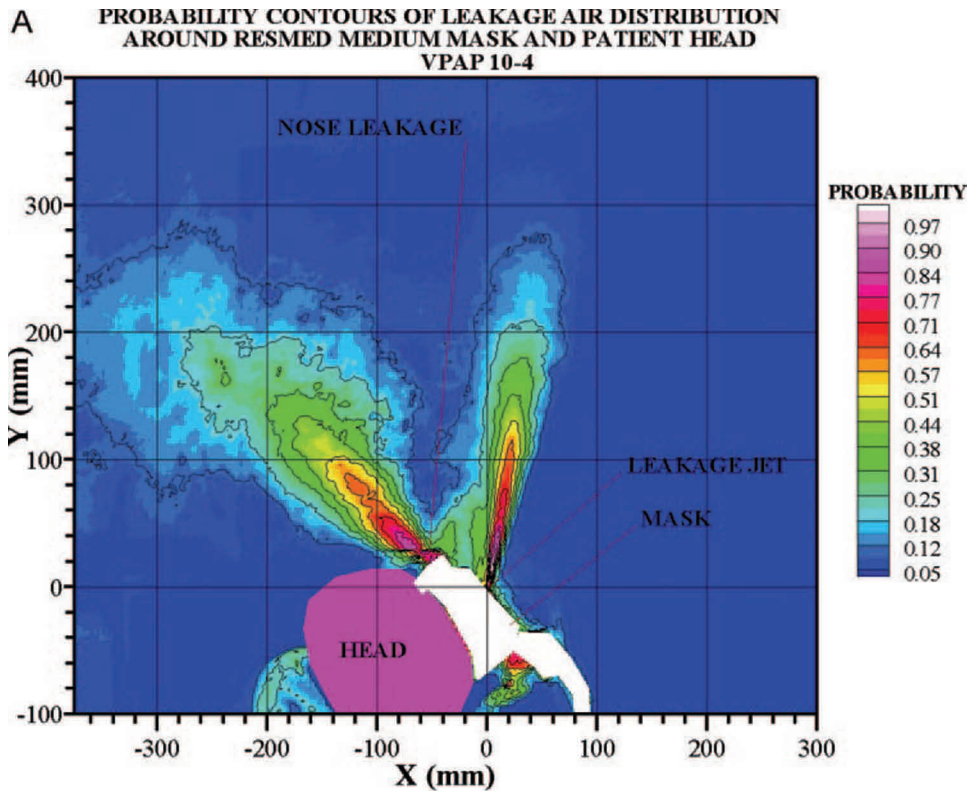 A
PROBABILITY CONTOURS OF LEAKAGE AIR DISTRIBUTION
AROUND RESMED MEDIUM MASK AND PATIENT HEAD
VPAP 10-4
400
300
200
100
0
-100
Y (mm)
NOSE LEAKAGE
LEAKAGE JET
MASK
HEAD
-300
-200
-100
0
100
200
300
X (mm)
PROBABILITY
0.97
0.90
0.84
0.77
0.71
0.64
0.57
0.51
0.44
0.38
0.31
0.25
0.18
0.12
0.05